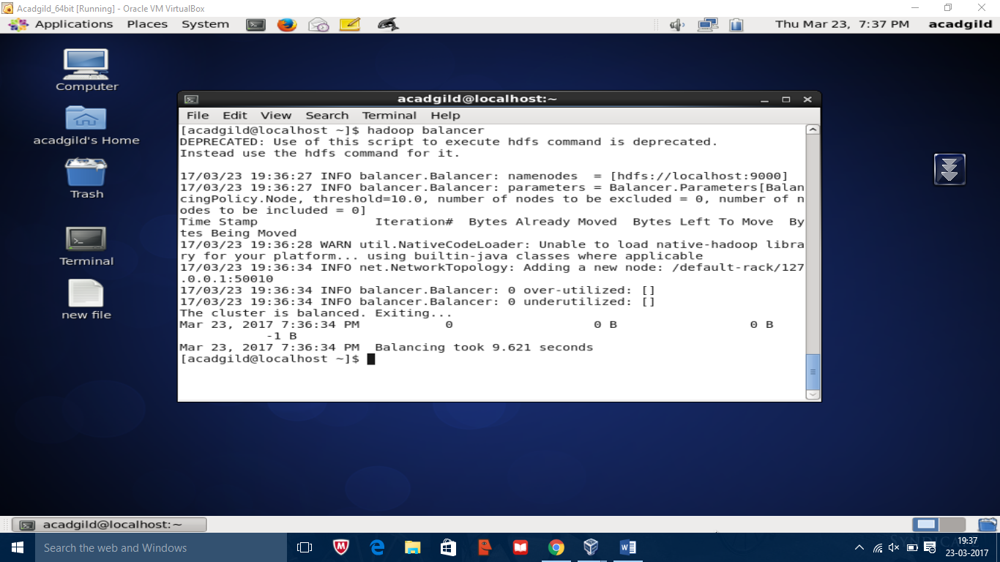 Acadgild_64bit [Running] - Oracle VM VirtualBox
Applications Places System Thu Mar 23, 7:37 PM acadgild
Computer
acadgild's Home
Trash
Terminal
new file
acadgild@localhost:~
File Edit View Search Terminal Help
[acadgild@localhost ~]$ hadoop balancer
DEPRECATED: Use of this script to execute hdfs command is deprecated.
Instead use the hdfs command for it.
17/03/23 19:36:27 INFO balancer.Balancer: namenodes  = [hdfs://localhost:9000]
17/03/23 19:36:27 INFO balancer.Balancer: parameters = Balancer.Parameters[Balan
cingPolicy.Node, threshold=10.0, number of nodes to be excluded = 0, number of n
odes to be included = 0]
Time Stamp               Iteration#  Bytes Already Moved  Bytes Left To Move  By
tes Being Moved
17/03/23 19:36:28 WARN util.NativeCodeLoader: Unable to load native-hadoop libra
ry for your platform... using builtin-java classes where applicable
17/03/23 19:36:34 INFO net.NetworkTopology: Adding a new node: /default-rack/127
.0.0.1:50010
17/03/23 19:36:34 INFO balancer.Balancer: 0 over-utilized: []
17/03/23 19:36:34 INFO balancer.Balancer: 0 underutilized: []
The cluster is balanced. Exiting...
Mar 23, 2017 7:36:34 PM           0                  0 B                 0 B
           -1 B
Mar 23, 2017 7:36:34 PM  Balancing took 9.621 seconds
[acadgild@localhost ~]$
acadgild@localhost:~
Search the web and Windows
19:37
23-03-2017